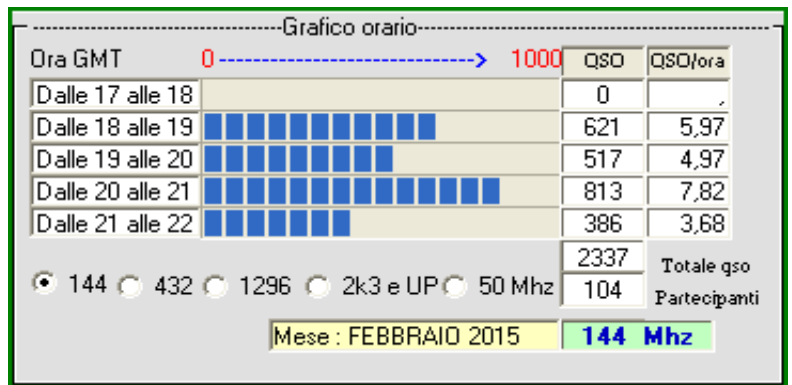 Grafico orario
Ora GMT 0 -----------------------------> 1000 QSO QSO/ora
Dalle 17 alle 18 0 ,
Dalle 18 alle 19 621 5,97
Dalle 19 alle 20 517 4,97
Dalle 20 alle 21 813 7,82
Dalle 21 alle 22 386 3,68
2337 Totale qso
144 432 1296 2k3 e UP 50 Mhz 104 Partecipanti
Mese : FEBBRAIO 2015 144 Mhz